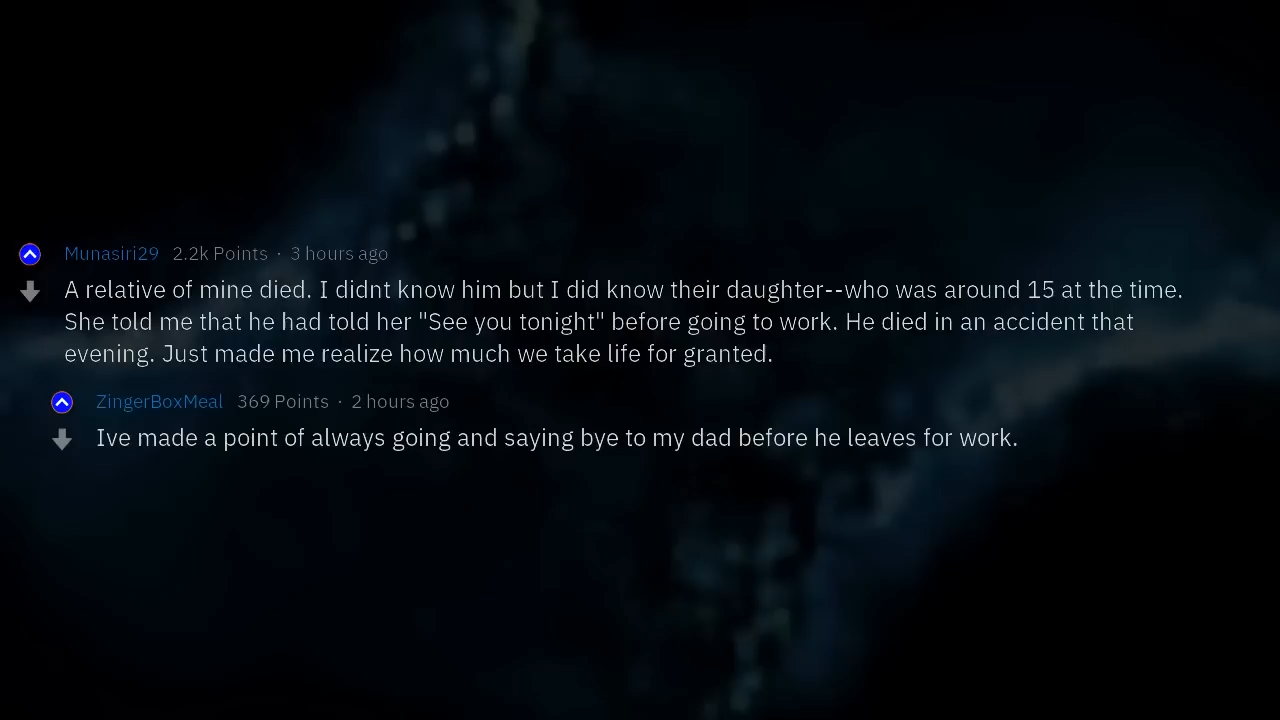 Munasiri29 2.2k Points · 3 hours ago
A relative of mine died. I didnt know him but I did know their daughter--who was around 15 at the time.
She told me that he had told her "See you tonight" before going to work. He died in an accident that
evening. Just made me realize how much we take life for granted.
ZingerBoxMeal 369 Points · 2 hours ago
Ive made a point of always going and saying bye to my dad before he leaves for work.